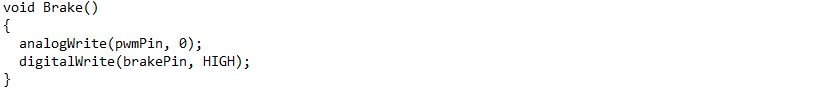 void Brake()
{
  analogWrite(pwmPin, 0);
  digitalWrite(brakePin, HIGH);
}